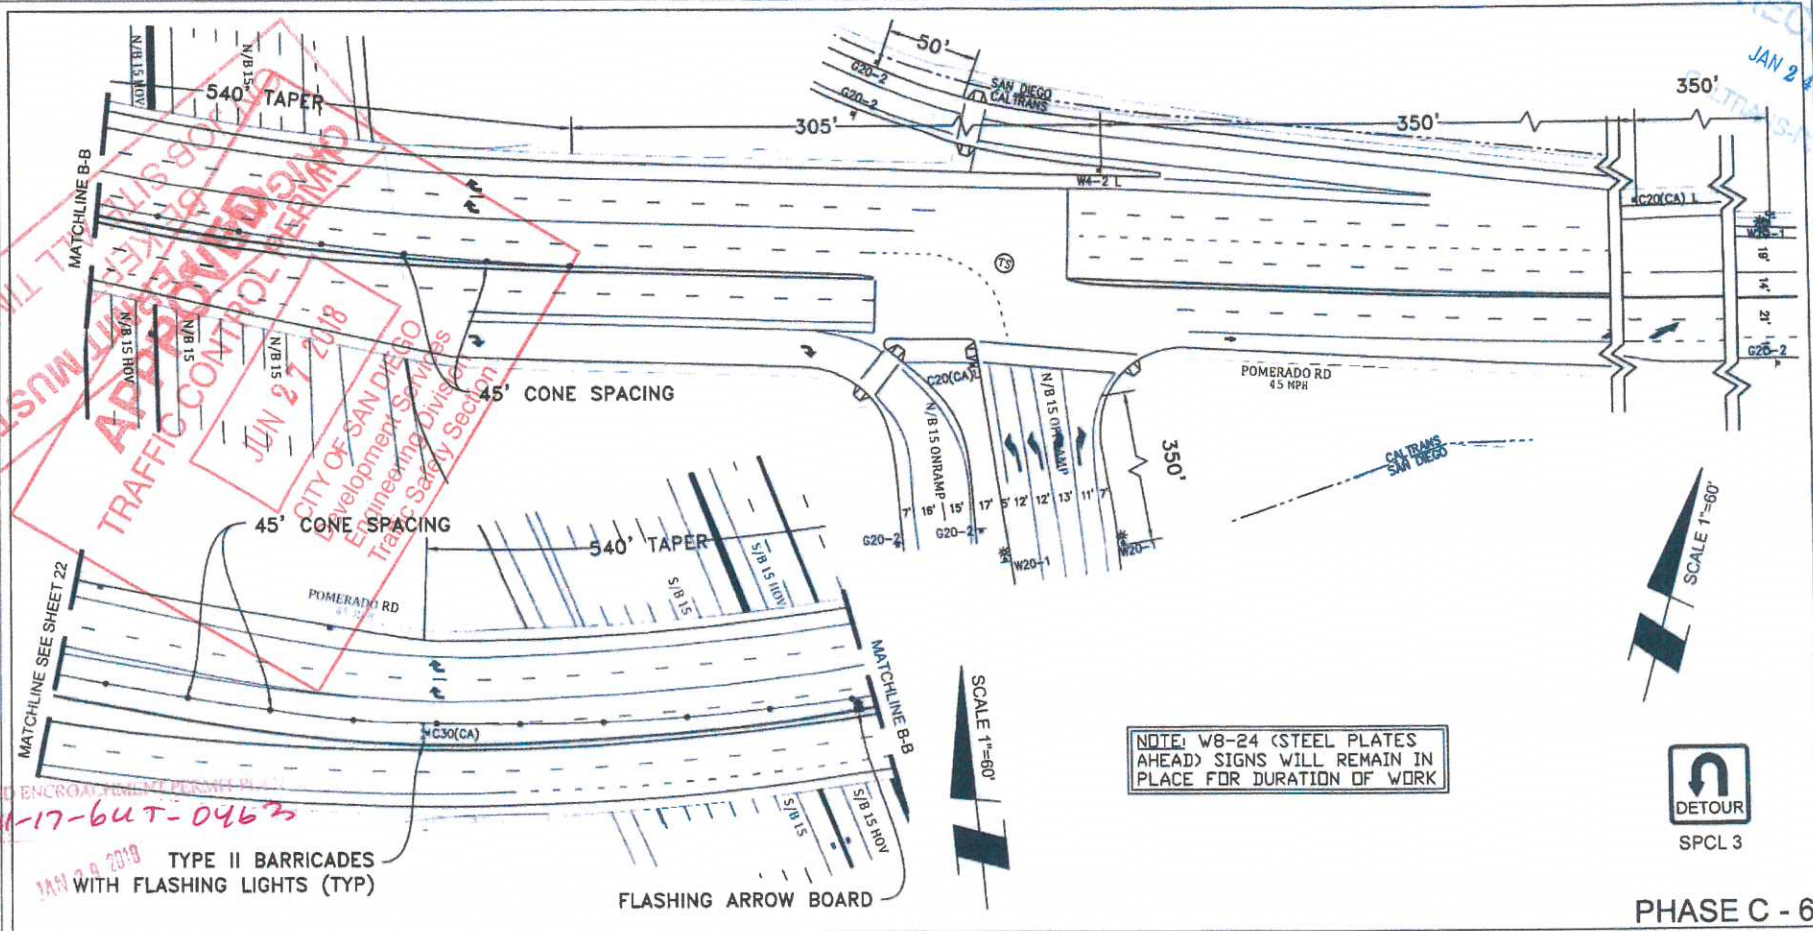 N/B 15 HOV
N/B 15
540' TAPER
50'
G20-2
G20-2
SAN DIEGO
CALTRANS
305'
350'
350'
JAN 24
MATCHLINE B-B
W4-2 L
C20(CA) L
19'
14'
21'
G20-2
TS
N/B 15 HOV
N/B 15
N/B 15
APPROVED
TRAFFIC CONTROL PERMIT
JUN 27 2018
CITY OF SAN DIEGO
Development Services
Engineering Division
Traffic Safety Section
45' CONE SPACING
C20(CA)L
N/B 15 ONRAMP
POMERADO RD
45 MPH
350'
CALTRANS
SAN DIEGO
7' 16' 15' 17' 5' 12' 12' 13' 11' 7'
G20-2
G20-2
W20-1
W20-1
SCALE 1"=60'
45' CONE SPACING
540' TAPER
S/B 15
S/B 15 HOV
POMERADO RD
MATCHLINE SEE SHEET 22
MATCHLINE B-B
C30(CA)
SCALE 1"=60'
S/B 15
S/B 15 HOV
NOTE: W8-24 (STEEL PLATES
AHEAD) SIGNS WILL REMAIN IN
PLACE FOR DURATION OF WORK
DETOUR
SPCL 3
ENCROACHMENT PERMIT PLAN
JAN 29 2018
TYPE II BARRICADES
WITH FLASHING LIGHTS (TYP)
FLASHING ARROW BOARD
PHASE C - 6